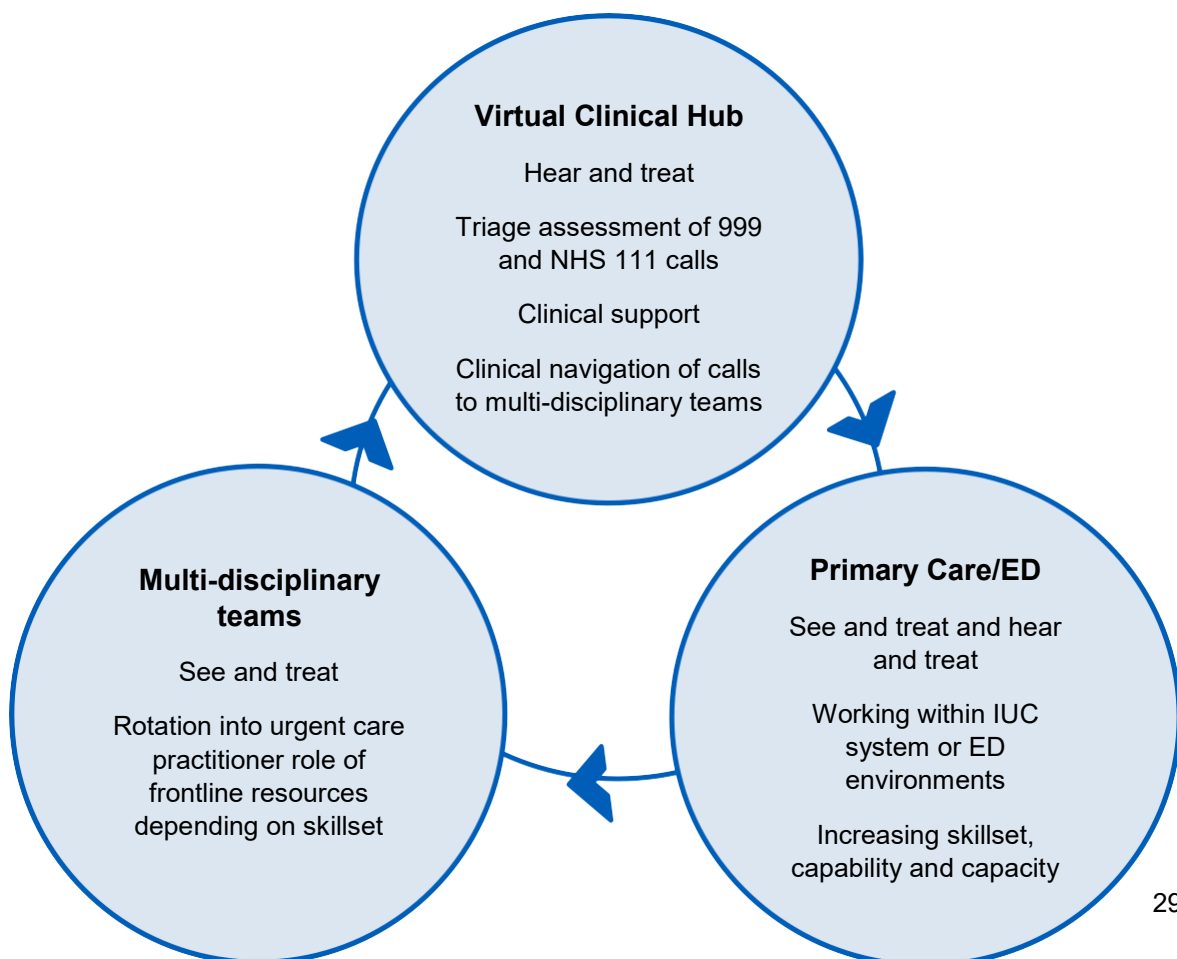 Virtual Clinical Hub
Hear and treat
Triage assessment of 999
and NHS 111 calls
Clinical support
Clinical navigation of calls
to multi-disciplinary teams
Multi-disciplinary
teams
See and treat
Rotation into urgent care
practitioner role of
frontline resources
depending on skillset
Primary Care/ED
See and treat and hear
and treat
Working within IUC
system or ED
environments
Increasing skillset,
capability and capacity
29